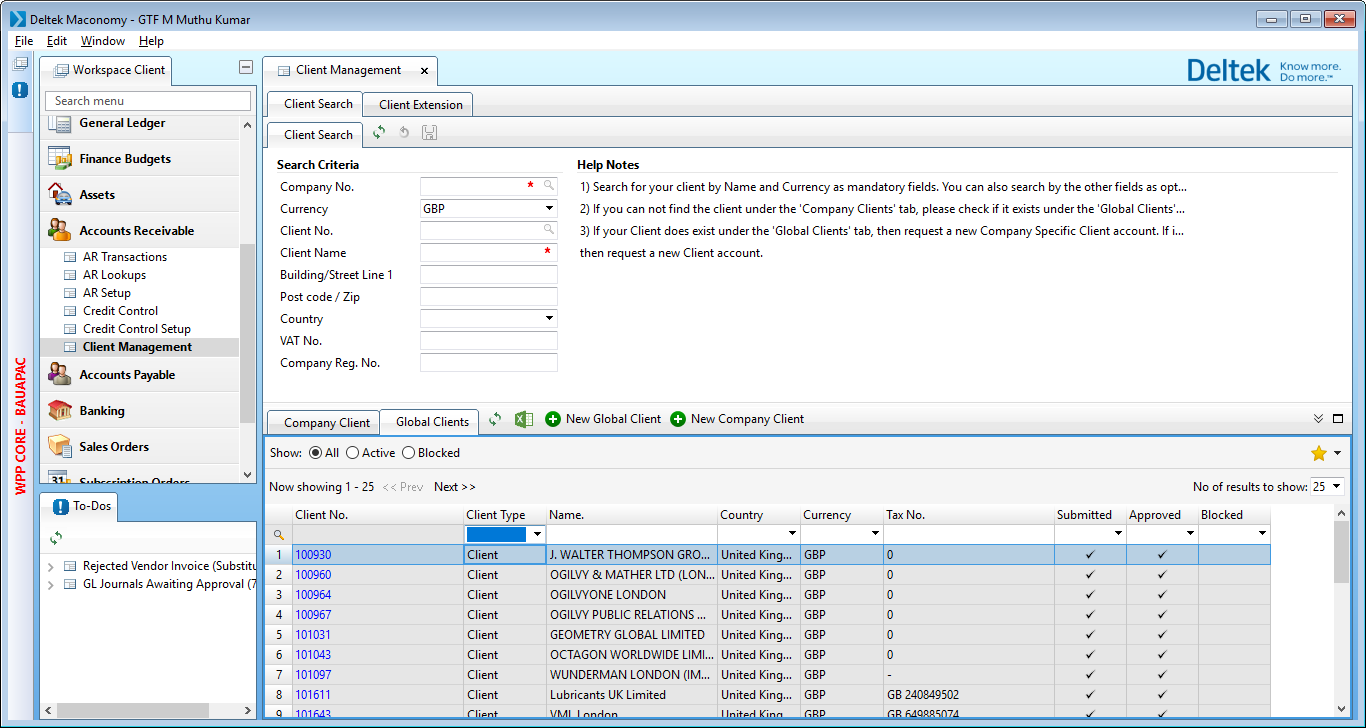 Deltek Maconomy - GTF M Muthu Kumar
File Edit Window Help
Workspace Client
Search menu
General Ledger
Finance Budgets
Assets
Accounts Receivable
AR Transactions
AR Lookups
AR Setup
Credit Control
Credit Control Setup
Client Management
Accounts Payable
Banking
Sales Orders
Subscription Orders
WPP CORE - BAUAPAC
To-Dos
Rejected Vendor Invoice (Substitu
GL Journals Awaiting Approval (7
Client Management
Deltek Know more.
Do more.™
Client Search Client Extension
Client Search
Search Criteria
Company No. *
Currency GBP
Client No.
Client Name *
Building/Street Line 1
Post code / Zip
Country
VAT No.
Company Reg. No.
Help Notes
1) Search for your client by Name and Currency as mandatory fields. You can also search by the other fields as opt...
2) If you can not find the client under the 'Company Clients' tab, please check if it exists under the 'Global Clients'...
3) If your Client does exist under the 'Global Clients' tab, then request a new Company Specific Client account. If i...
then request a new Client account.
Company Client Global Clients New Global Client New Company Client
Show: All Active Blocked
Now showing 1 - 25 << Prev Next >> No of results to show: 25
Client No. Client Type Name. Country Currency Tax No. Submitted Approved Blocked
1 100930 Client J. WALTER THOMPSON GRO... United King... GBP 0 ✓ ✓
2 100960 Client OGILVY & MATHER LTD (LON... United King... GBP 0 ✓ ✓
3 100964 Client OGILVYONE LONDON United King... GBP 0 ✓ ✓
4 100967 Client OGILVY PUBLIC RELATIONS ... United King... GBP 0 ✓ ✓
5 101031 Client GEOMETRY GLOBAL LIMITED United King... GBP 0 ✓ ✓
6 101043 Client OCTAGON WORLDWIDE LIMI... United King... GBP 0 ✓ ✓
7 101097 Client WUNDERMAN LONDON (IM... United King... GBP - ✓ ✓
8 101611 Client Lubricants UK Limited United King... GBP GB 240849502 ✓ ✓
9 101643 Client VML London United King... GBP GB 649885074 ✓ ✓